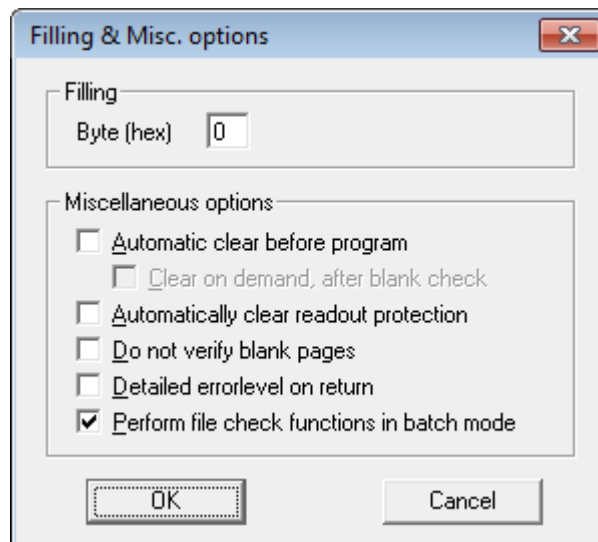 Filling & Misc. options
Filling
Byte (hex) 0
Miscellaneous options
Automatic clear before program
Clear on demand, after blank check
Automatically clear readout protection
Do not verify blank pages
Detailed errorlevel on return
Perform file check functions in batch mode
OK Cancel